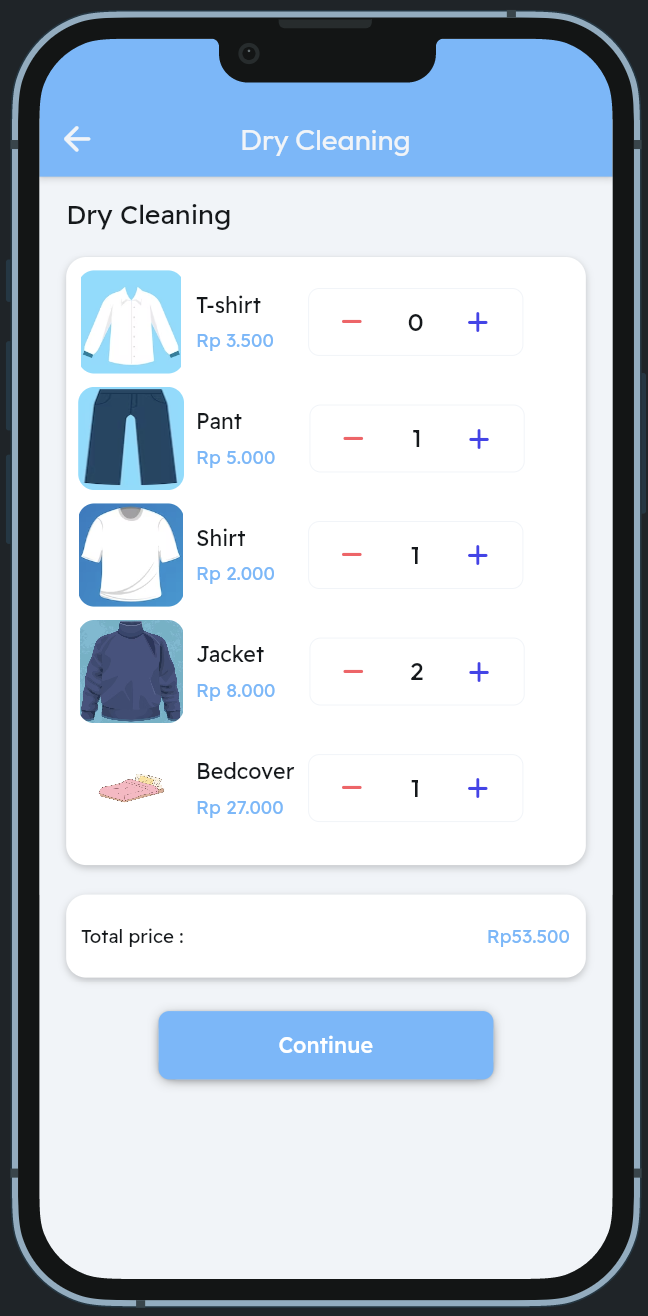 Dry Cleaning
Dry Cleaning
T-shirt
Rp 3.500
0
Pant
Rp 5.000
1
Shirt
Rp 2.000
1
Jacket
Rp 8.000
2
Bedcover
Rp 27.000
1
Total price : Rp53.500
Continue